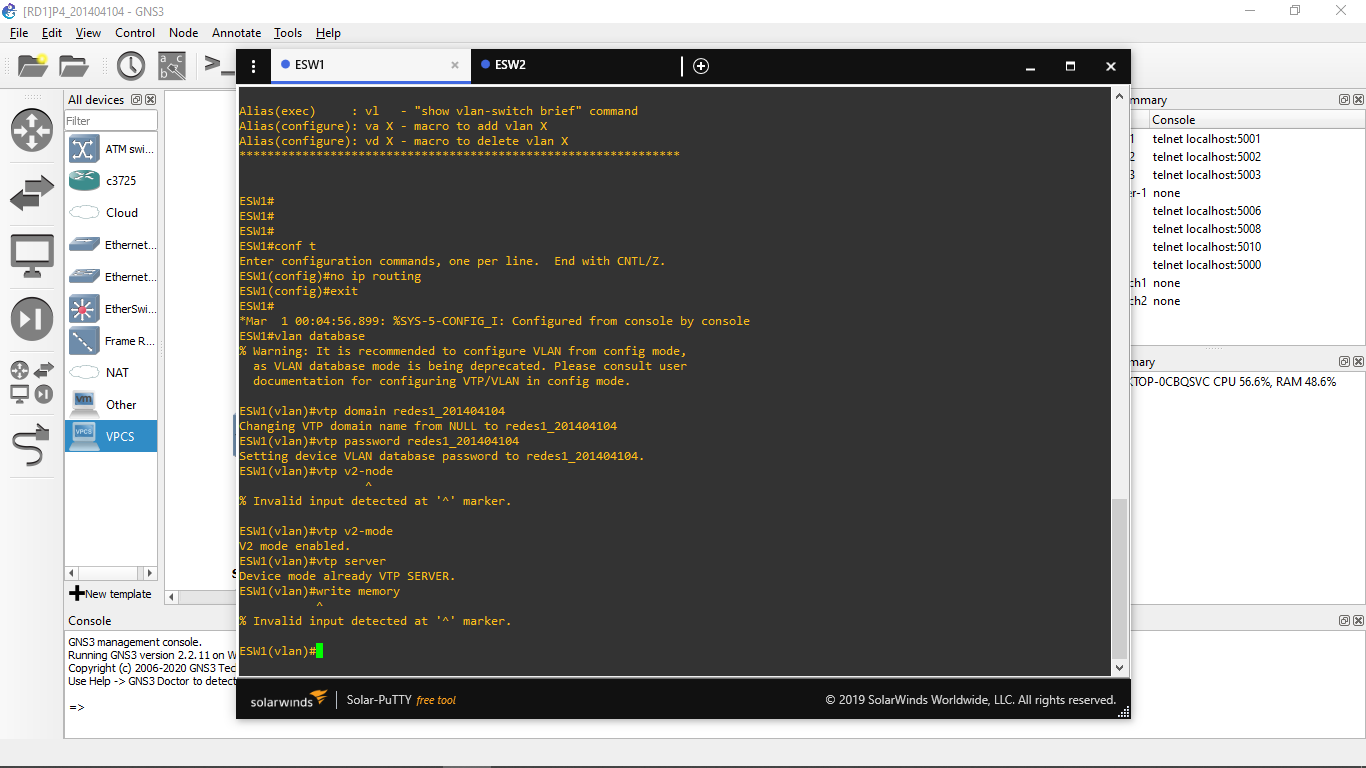 [RD1]P4_201404104 - GNS3
File Edit View Control Node Annotate Tools Help
ESW1
ESW2
All devices
Filter
ATM swi...
c3725
Cloud
Ethernet...
Ethernet...
EtherSwi...
Frame R...
NAT
Other
VPCS
New template
Alias(exec)     : vl   - "show vlan-switch brief" command
Alias(configure): va X - macro to add vlan X
Alias(configure): vd X - macro to delete vlan X
***************************************************************
ESW1#
ESW1#
ESW1#
ESW1#conf t
Enter configuration commands, one per line.  End with CNTL/Z.
ESW1(config)#no ip routing
ESW1(config)#exit
ESW1#
*Mar  1 00:04:56.899: %SYS-5-CONFIG_I: Configured from console by console
ESW1#vlan database
% Warning: It is recommended to configure VLAN from config mode,
as VLAN database mode is being deprecated. Please consult user
documentation for configuring VTP/VLAN in config mode.
ESW1(vlan)#vtp domain redes1_201404104
Changing VTP domain name from NULL to redes1_201404104
ESW1(vlan)#vtp password redes1_201404104
Setting device VLAN database password to redes1_201404104.
ESW1(vlan)#vtp v2-node
^
% Invalid input detected at '^' marker.
ESW1(vlan)#vtp v2-mode
V2 mode enabled.
ESW1(vlan)#vtp server
Device mode already VTP SERVER.
ESW1(vlan)#write memory
^
% Invalid input detected at '^' marker.
ESW1(vlan)#
solarwinds
Solar-PuTTY free tool
© 2019 SolarWinds Worldwide, LLC. All rights reserved.
mmary
Console
1 telnet localhost:5001
2 telnet localhost:5002
3 telnet localhost:5003
er-1 none
telnet localhost:5006
telnet localhost:5008
telnet localhost:5010
telnet localhost:5000
ch1 none
ch2 none
mary
KTOP-0CBQSVC CPU 56.6%, RAM 48.6%
Console
GNS3 management console.
Running GNS3 version 2.2.11 on W
Copyright (c) 2006-2020 GNS3 Tec
Use Help -> GNS3 Doctor to detect
=>